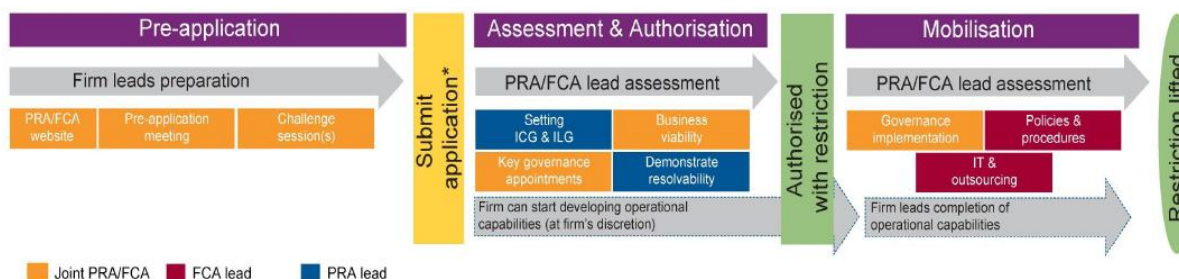 Pre-application
Firm leads preparation
PRA/FCA
website
Pre-application
meeting
Challenge
session(s)
Submit
application*
Assessment & Authorisation
PRA/FCA lead assessment
Setting
ICG & ILG
Business
viability
Key governance
appointments
Demonstrate
resolvability
Firm can start developing operational
capabilities (at firm's discretion)
Authorised
with restriction
Mobilisation
PRA/FCA lead assessment
Governance
implementation
Policies &
procedures
IT &
outsourcing
Firm leads completion of
operational capabilities
Restriction lifted
Joint PRA/FCA
FCA lead
PRA lead